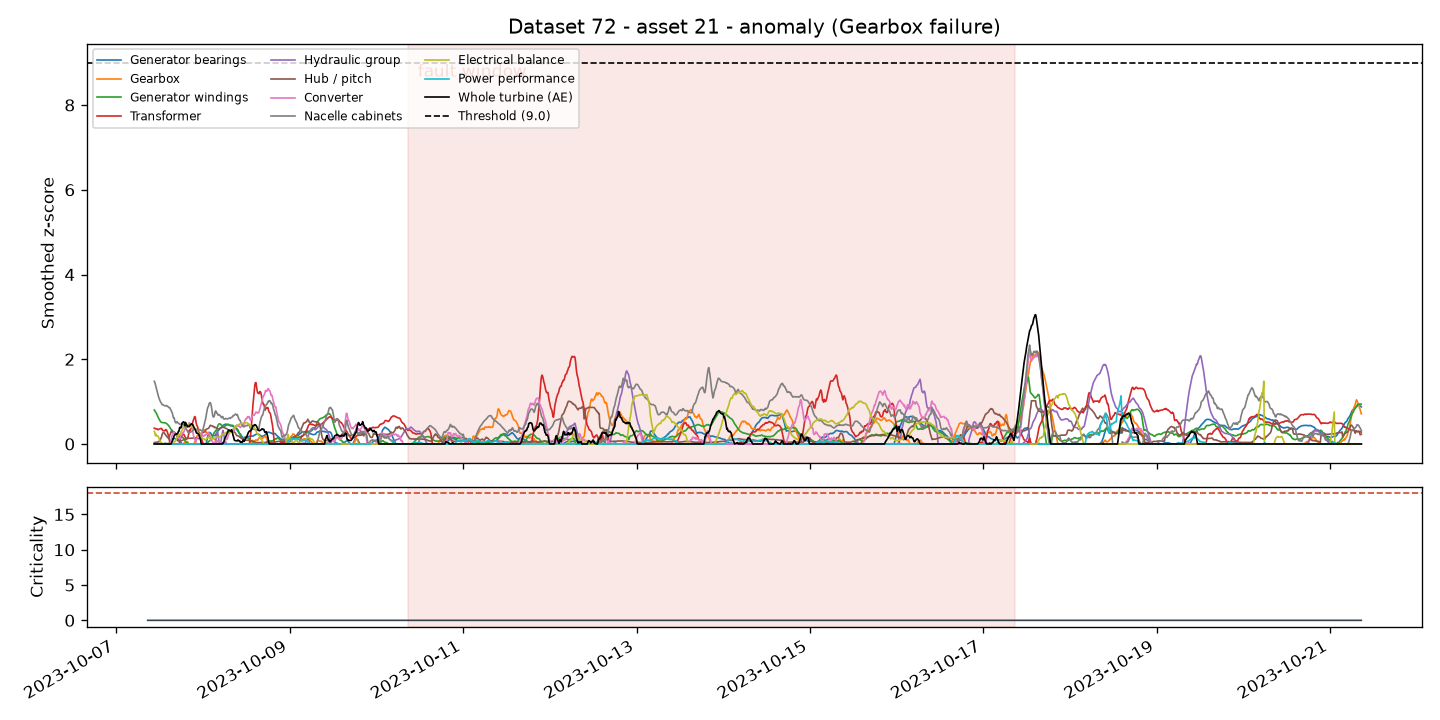 Dataset 72 - asset 21 - anomaly (Gearbox failure)
Generator bearings
Gearbox
Generator windings
Transformer
Hydraulic group
Hub / pitch
Converter
Nacelle cabinets
Electrical balance
Power performance
Whole turbine (AE)
Threshold (9.0)
fault window
Smoothed z-score
8
6
4
2
0
Criticality
15
10
5
0
2023-10-07
2023-10-09
2023-10-11
2023-10-13
2023-10-15
2023-10-17
2023-10-19
2023-10-21